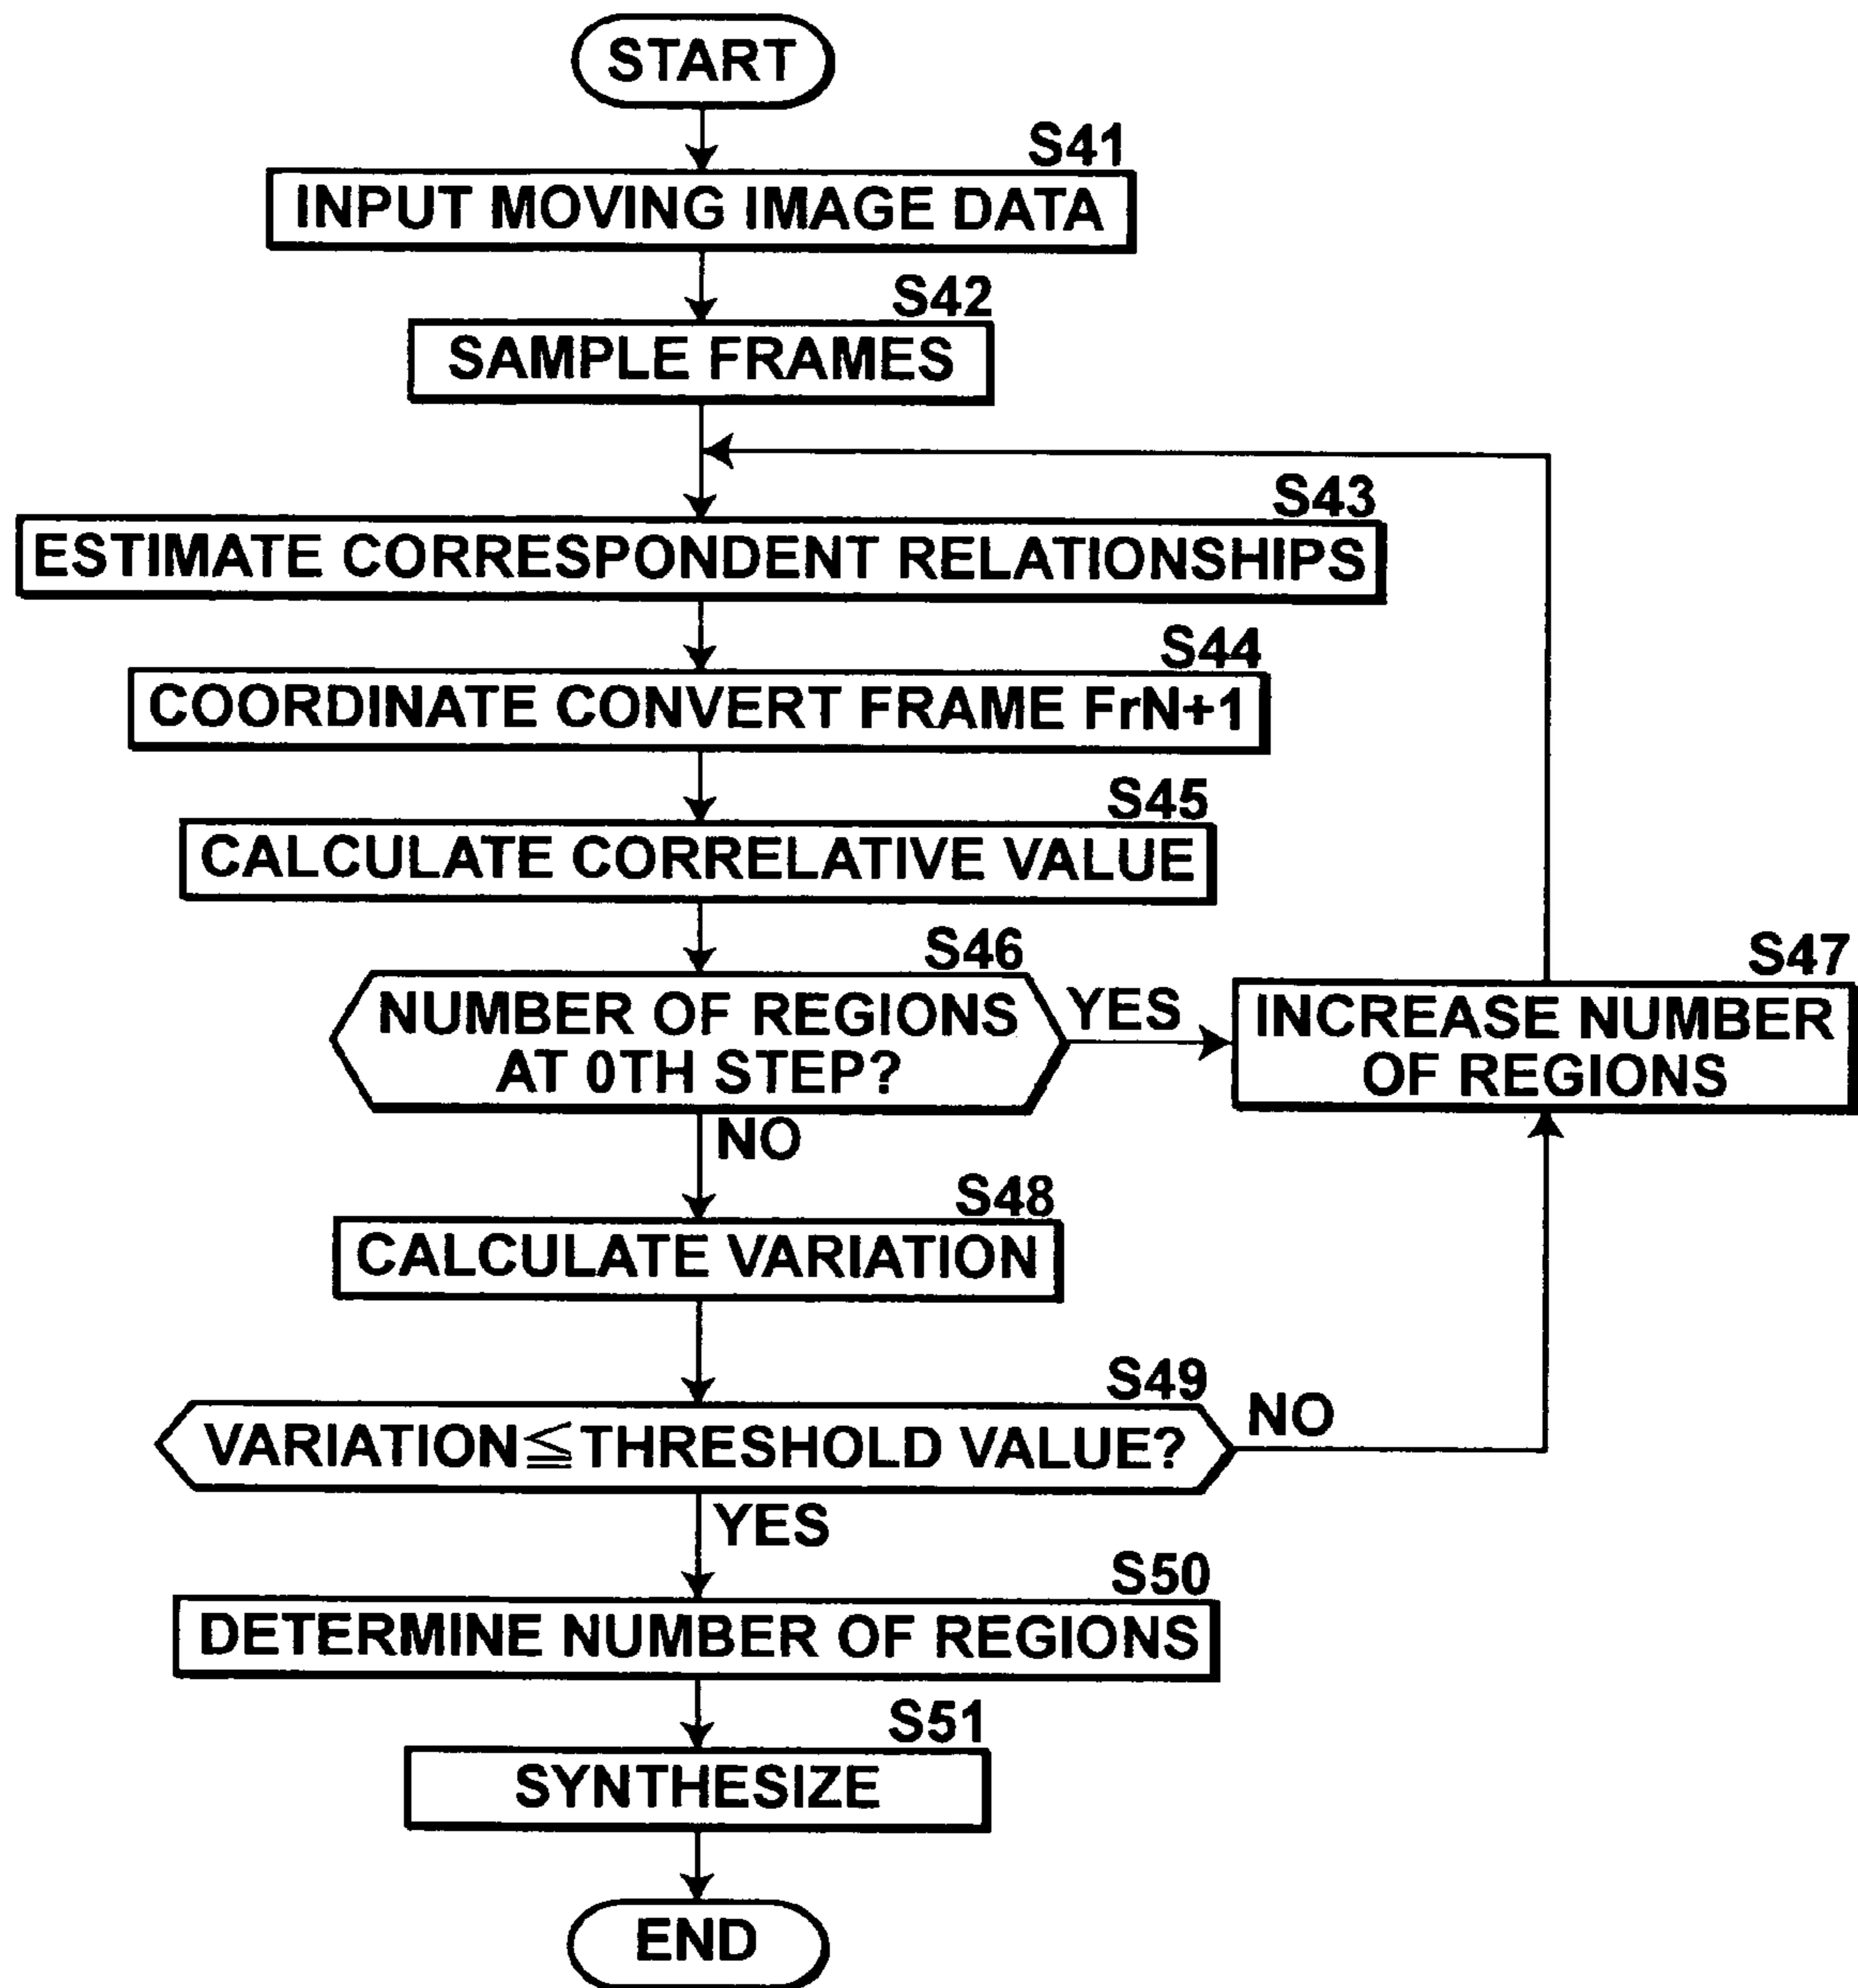 START
S41
INPUT MOVING IMAGE DATA
S42
SAMPLE FRAMES
S43
ESTIMATE CORRESPONDENT RELATIONSHIPS
S44
COORDINATE CONVERT FRAME FrN+1
S45
CALCULATE CORRELATIVE VALUE
S46
NUMBER OF REGIONS
AT 0TH STEP?
YES
S47
INCREASE NUMBER
OF REGIONS
NO
S48
CALCULATE VARIATION
S49
VARIATION≦THRESHOLD VALUE?
NO
YES
S50
DETERMINE NUMBER OF REGIONS
S51
SYNTHESIZE
END